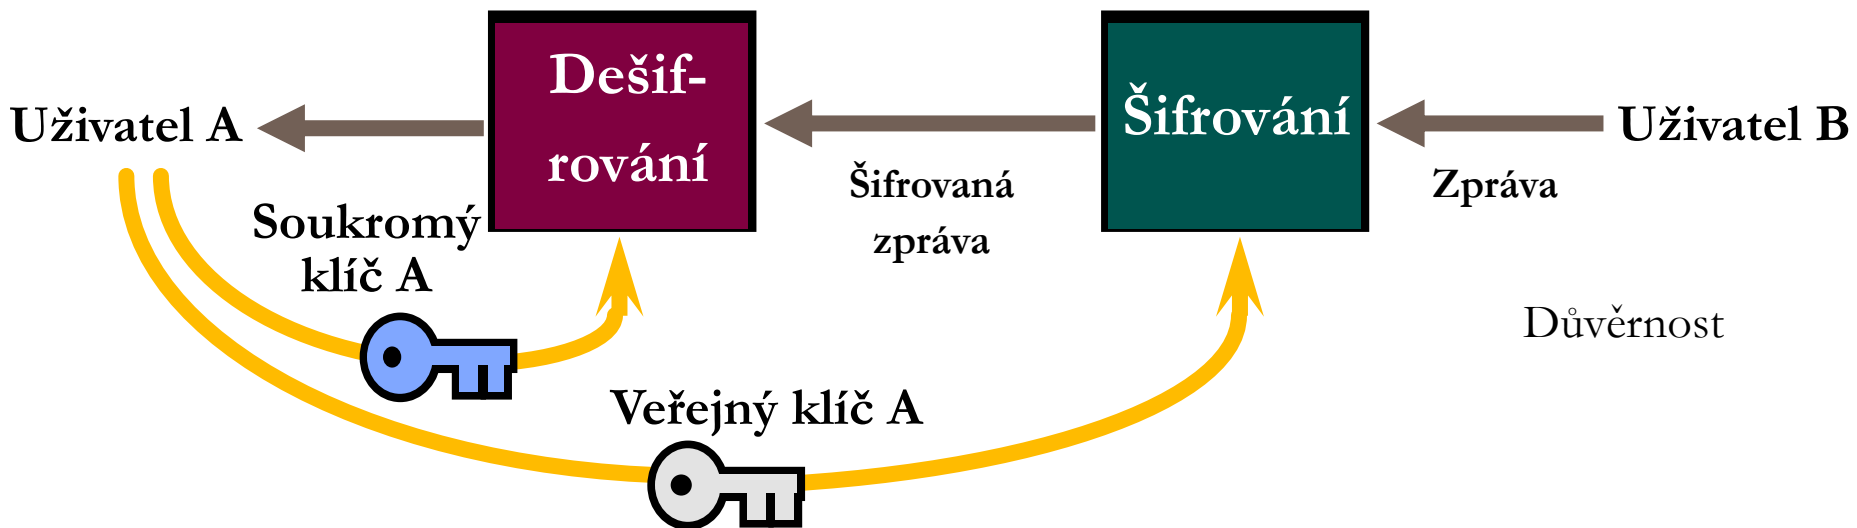 Dešif-
rování
Šifrování
Uživatel A
Uživatel B
Šifrovaná
zpráva
Zpráva
Soukromý
klíč A
Důvěrnost
Veřejný klíč A